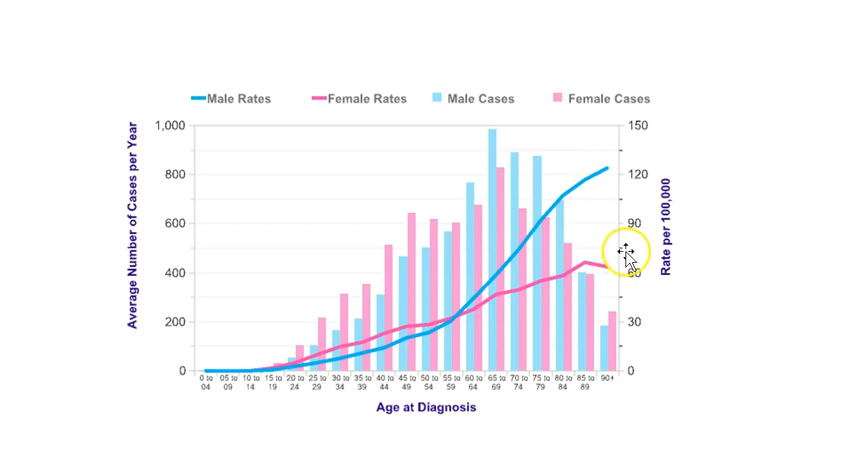 Male Rates Female Rates Male Cases Female Cases
Average Number of Cases per Year
1,000
800
600
400
200
0
150
120
90
60
30
0
Rate per 100,000
0 to 04
05 to 09
10 to 14
15 to 19
20 to 24
25 to 29
30 to 34
35 to 39
40 to 44
45 to 49
50 to 54
55 to 59
60 to 64
65 to 69
70 to 74
75 to 79
80 to 84
85 to 89
90+
Age at Diagnosis